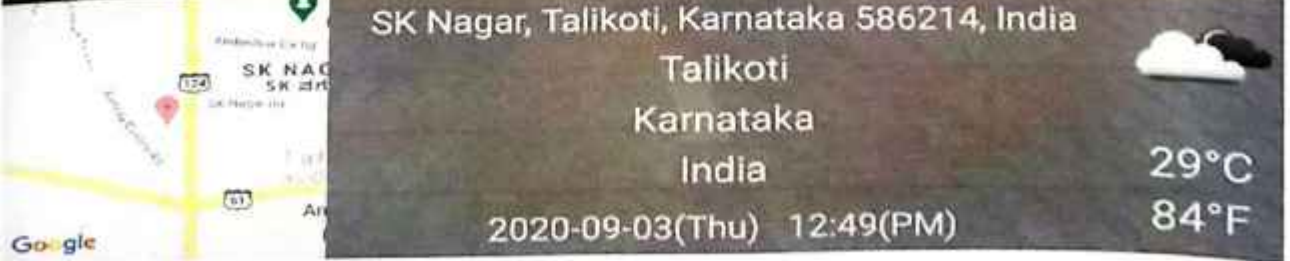 SK Nagar, Talikoti, Karnataka 586214, India
Talikoti
Karnataka
India
2020-09-03(Thu) 12:49(PM)
29°C
84°F
124
SK NAG
SK
61
Google